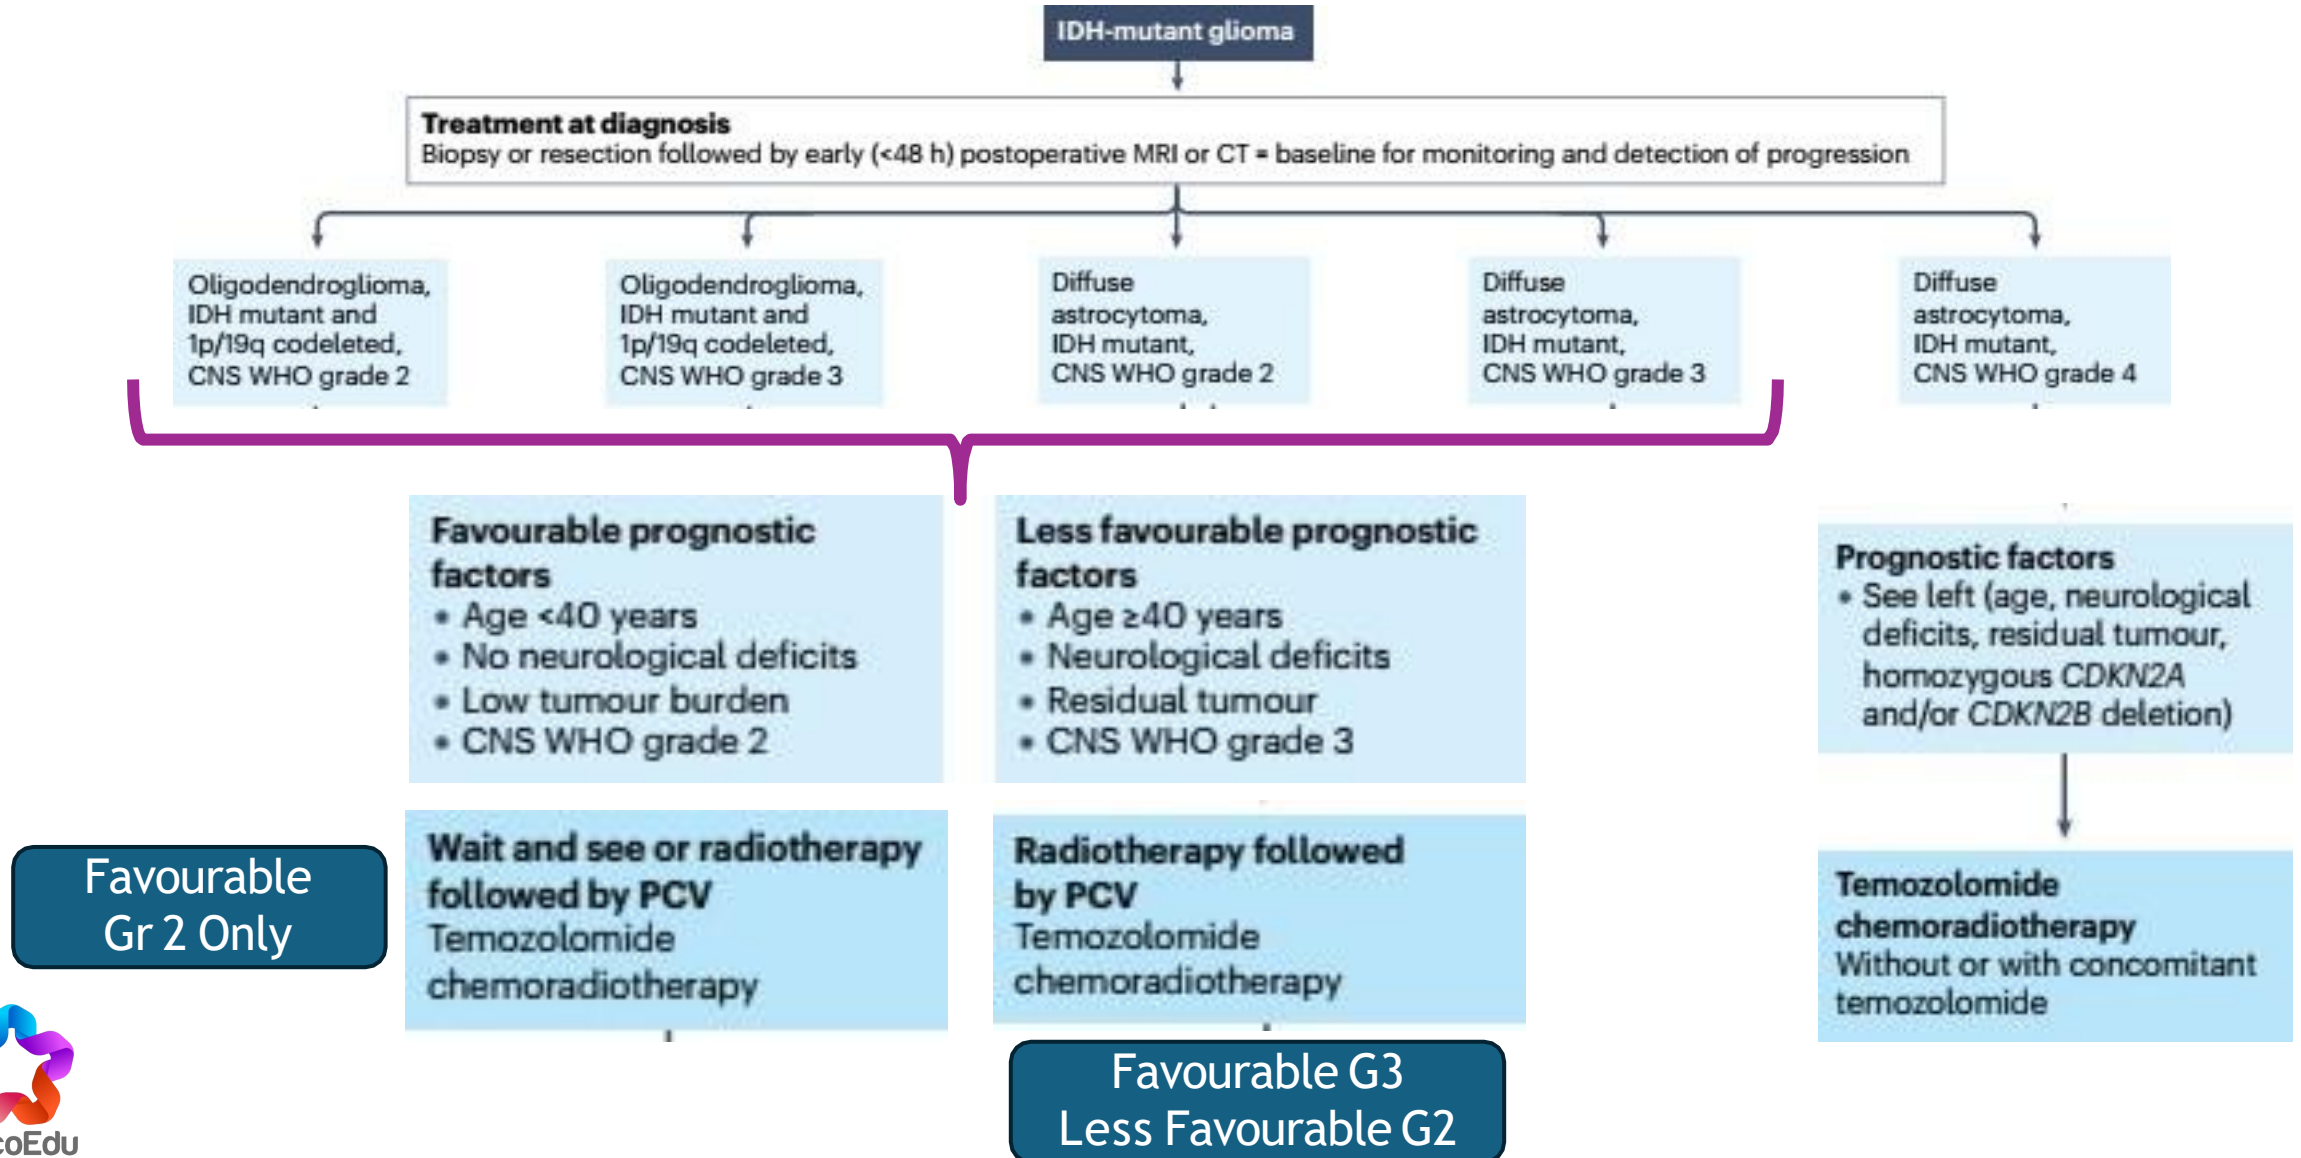 IDH-mutant glioma
Treatment at diagnosis
Biopsy or resection followed by early (<48 h) postoperative MRI or CT = baseline for monitoring and detection of progression
Oligodendroglioma,
IDH mutant and
1p/19q codeleted,
CNS WHO grade 2
Oligodendroglioma,
IDH mutant and
1p/19q codeleted,
CNS WHO grade 3
Diffuse
astrocytoma,
IDH mutant,
CNS WHO grade 2
Diffuse
astrocytoma,
IDH mutant,
CNS WHO grade 3
Diffuse
astrocytoma,
IDH mutant,
CNS WHO grade 4
Favourable prognostic
factors
• Age <40 years
• No neurological deficits
• Low tumour burden
• CNS WHO grade 2
Less favourable prognostic
factors
• Age ≥40 years
• Neurological deficits
• Residual tumour
• CNS WHO grade 3
Prognostic factors
• See left (age, neurological
deficits, residual tumour,
homozygous CDKN2A
and/or CDKN2B deletion)
Favourable
Gr 2 Only
Wait and see or radiotherapy
followed by PCV
Temozolomide
chemoradiotherapy
Radiotherapy followed
by PCV
Temozolomide
chemoradiotherapy
Temozolomide
chemoradiotherapy
Without or with concomitant
temozolomide
Favourable G3
Less Favourable G2
coEdu